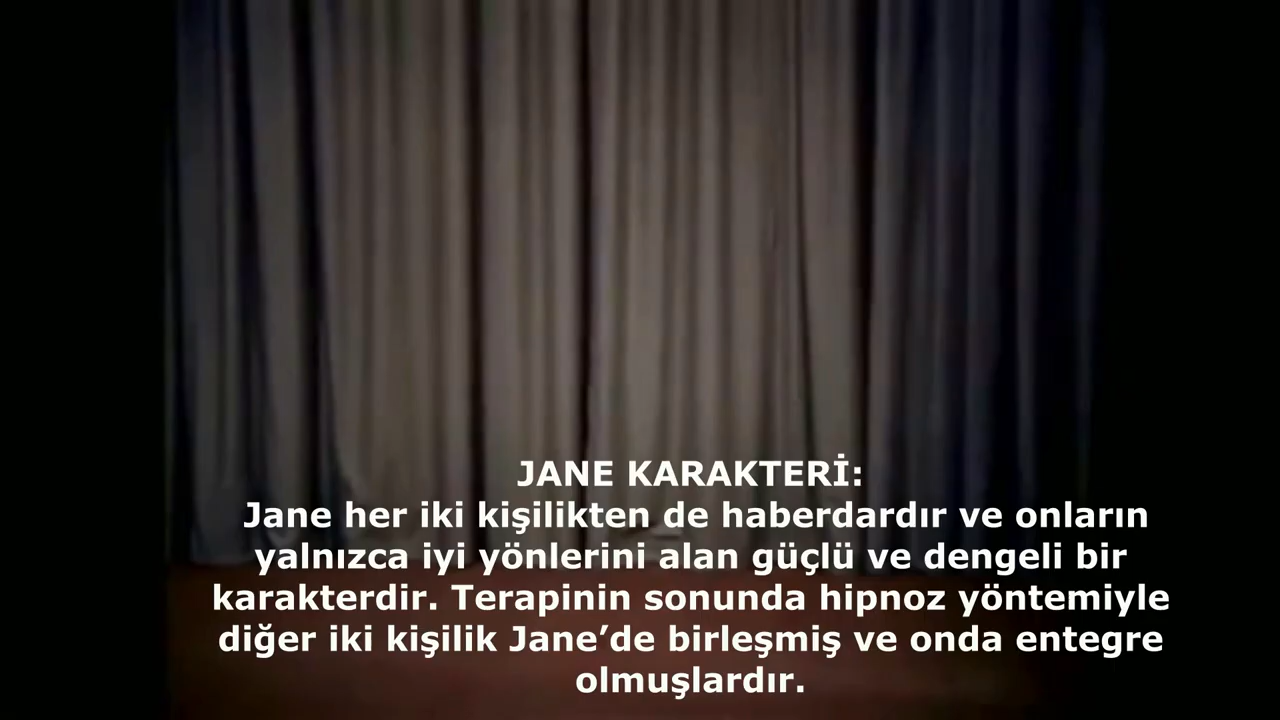 JANE KARAKTERİ:
Jane her iki kişilikten de haberdardır ve onların
yalnızca iyi yönlerini alan güçlü ve dengeli bir
karakterdir. Terapinin sonunda hipnoz yöntemiyle
diğer iki kişilik Jane’de birleşmiş ve onda entegre
olmuşlardır.